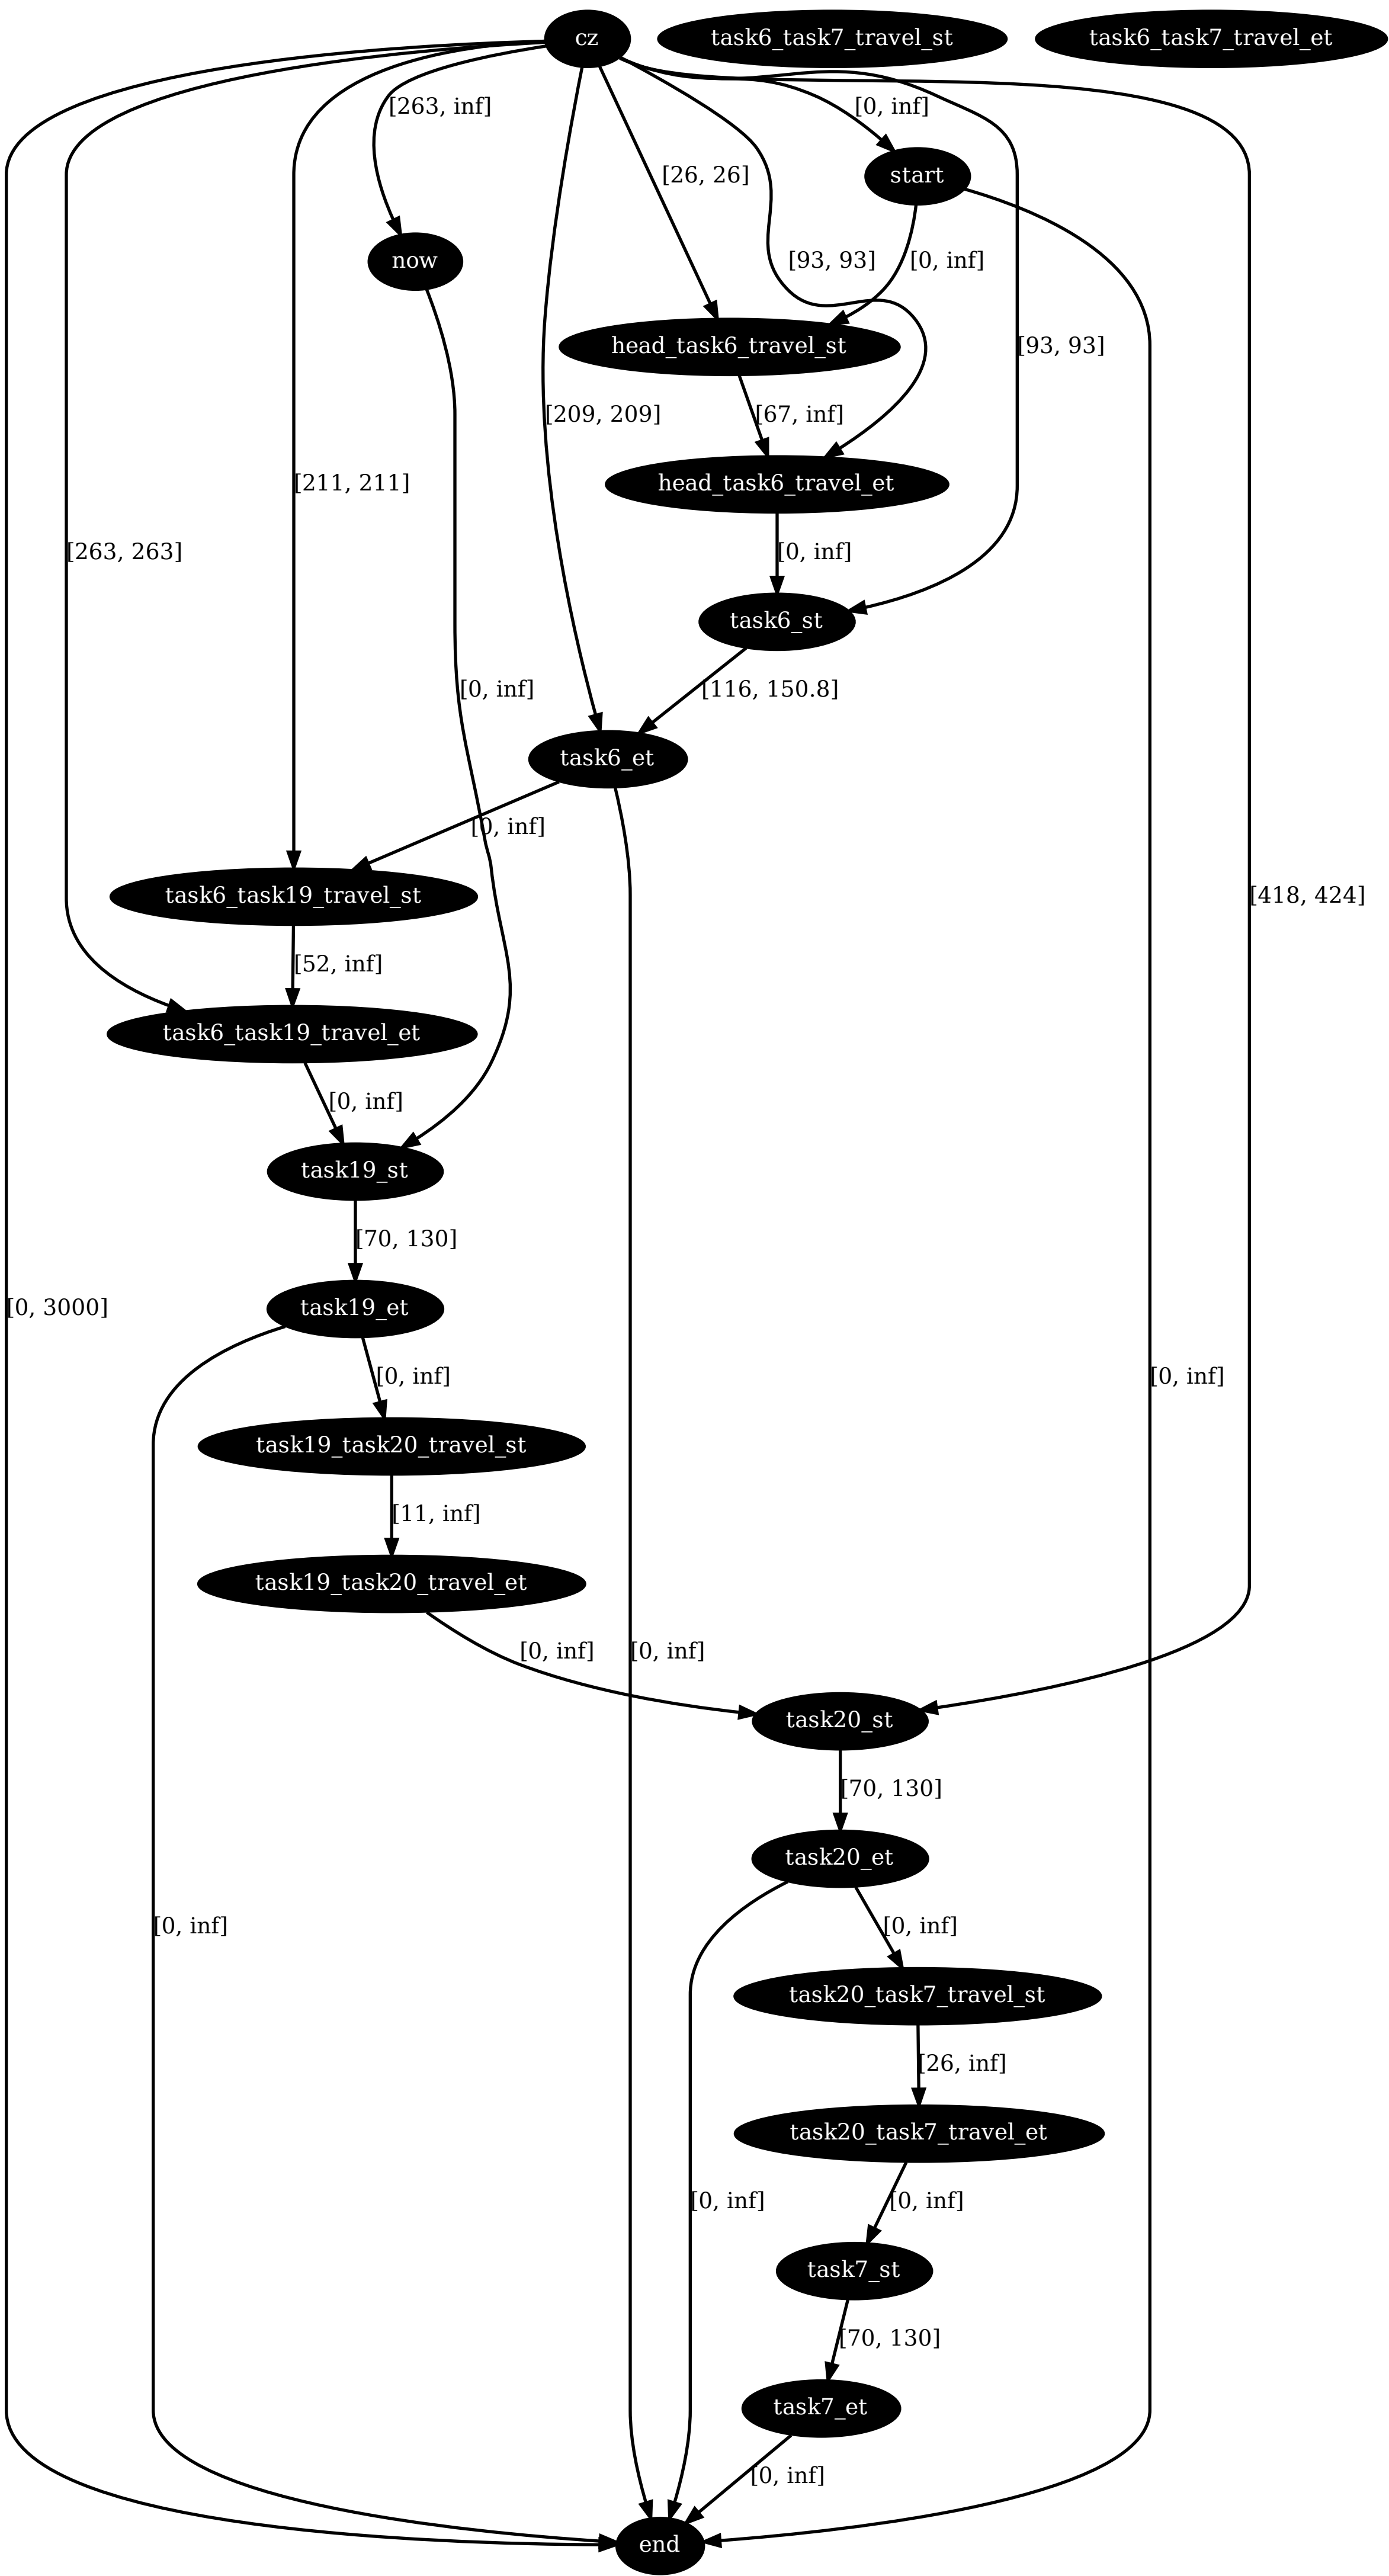 cz
task6_task7_travel_st
task6_task7_travel_et
[263, inf]
[0, inf]
[26, 26]
start
now
[93, 93]
[0, inf]
head_task6_travel_st
[93, 93]
[209, 209]
[67, inf]
[211, 211]
head_task6_travel_et
[263, 263]
[0, inf]
task6_st
[0, inf]
[116, 150.8]
task6_et
[0, inf]
task6_task19_travel_st
[418, 424]
[52, inf]
task6_task19_travel_et
[0, inf]
task19_st
[70, 130]
[0, 3000]
task19_et
[0, inf]
[0, inf]
task19_task20_travel_st
[11, inf]
task19_task20_travel_et
[0, inf]
[0, inf]
task20_st
[70, 130]
task20_et
[0, inf]
[0, inf]
task20_task7_travel_st
[26, inf]
task20_task7_travel_et
[0, inf]
[0, inf]
task7_st
[70, 130]
task7_et
[0, inf]
end